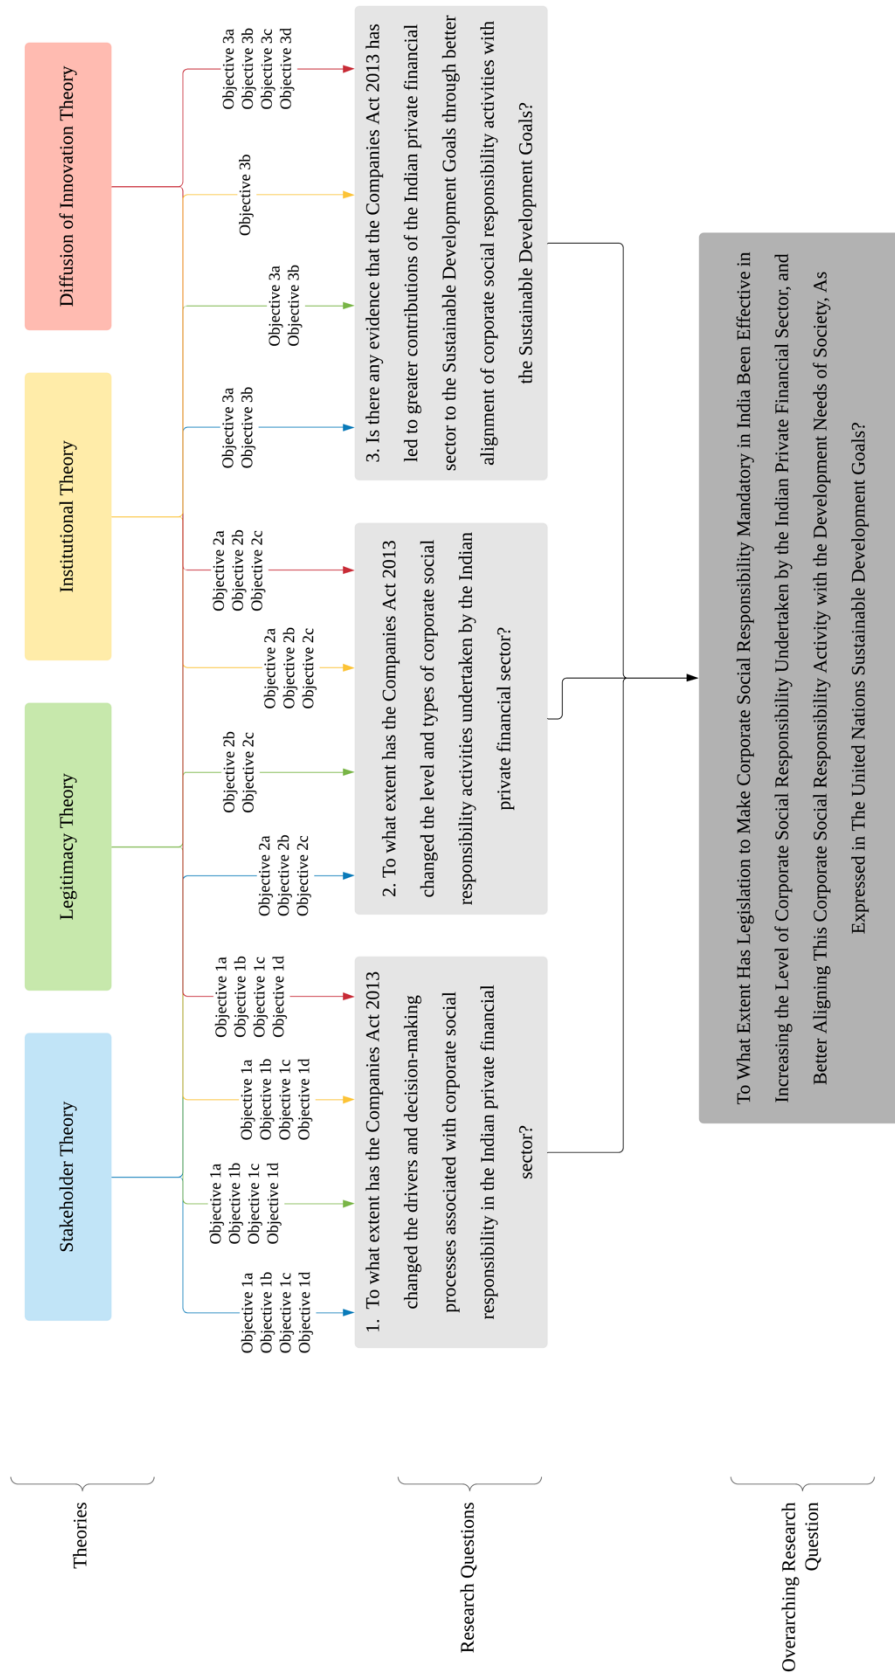 Theories
Stakeholder Theory
Legitimacy Theory
Institutional Theory
Diffusion of Innovation Theory
Objective 1a
Objective 1b
Objective 1c
Objective 1d
Objective 1a
Objective 1b
Objective 1c
Objective 1d
Objective 1a
Objective 1b
Objective 1c
Objective 1d
Objective 1a
Objective 1b
Objective 1c
Objective 1d
Objective 2a
Objective 2b
Objective 2c
Objective 2b
Objective 2c
Objective 2a
Objective 2b
Objective 2c
Objective 2a
Objective 2b
Objective 2c
Objective 3a
Objective 3b
Objective 3a
Objective 3b
Objective 3b
Objective 3a
Objective 3b
Objective 3c
Objective 3d
Research Questions
1. To what extent has the Companies Act 2013
changed the drivers and decision-making
processes associated with corporate social
responsibility in the Indian private financial
sector?
2. To what extent has the Companies Act 2013
changed the level and types of corporate social
responsibility activities undertaken by the Indian
private financial sector?
3. Is there any evidence that the Companies Act 2013 has
led to greater contributions of the Indian private financial
sector to the Sustainable Development Goals through better
alignment of corporate social responsibility activities with
the Sustainable Development Goals?
Overarching Research
Question
To What Extent Has Legislation to Make Corporate Social Responsibility Mandatory in India Been Effective in
Increasing the Level of Corporate Social Responsibility Undertaken by the Indian Private Financial Sector, and
Better Aligning This Corporate Social Responsibility Activity with the Development Needs of Society, As
Expressed in The United Nations Sustainable Development Goals?